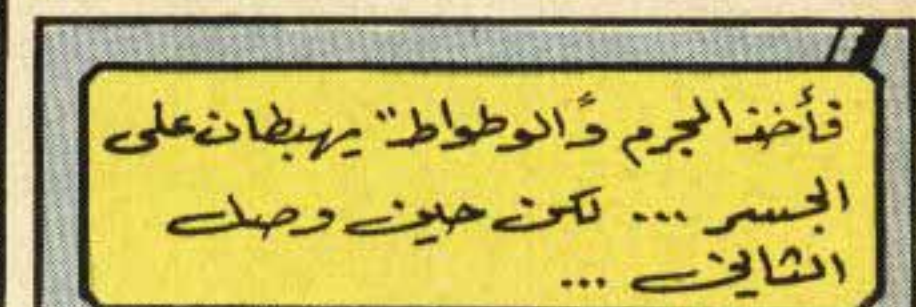 فأخذ المجرم و"الوطواط" يهبطان على
الجسر ... لكن حين وصل
الثاني ...